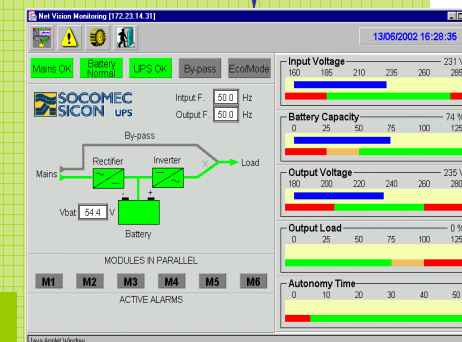 Net Vision Monitoring [172.23.14.31]
13/06/2002 16:28:35
Mains OK
Battery Normal
UPS OK
By-pass
Eco/Mode
SOCOMEC
SICON UPS
Intput F. 50.0 Hz
Output F. 50.0 Hz
By-pass
Rectifier
Inverter
Mains
Load
Vbat 54.4 V
- +
Battery
MODULES IN PARALLEL
M1 M2 M3 M4 M5 M6
ACTIVE ALARMS
Input Voltage 231 V
160 185 210 235 260 285
Battery Capacity 74 %
0 25 50 75 100 125
Output Voltage 235 V
180 200 220 240 260 280
Output Load 0 %
0 25 50 75 100 125
Autonomy Time
0 10 20 30 40 50
Java Applet Window